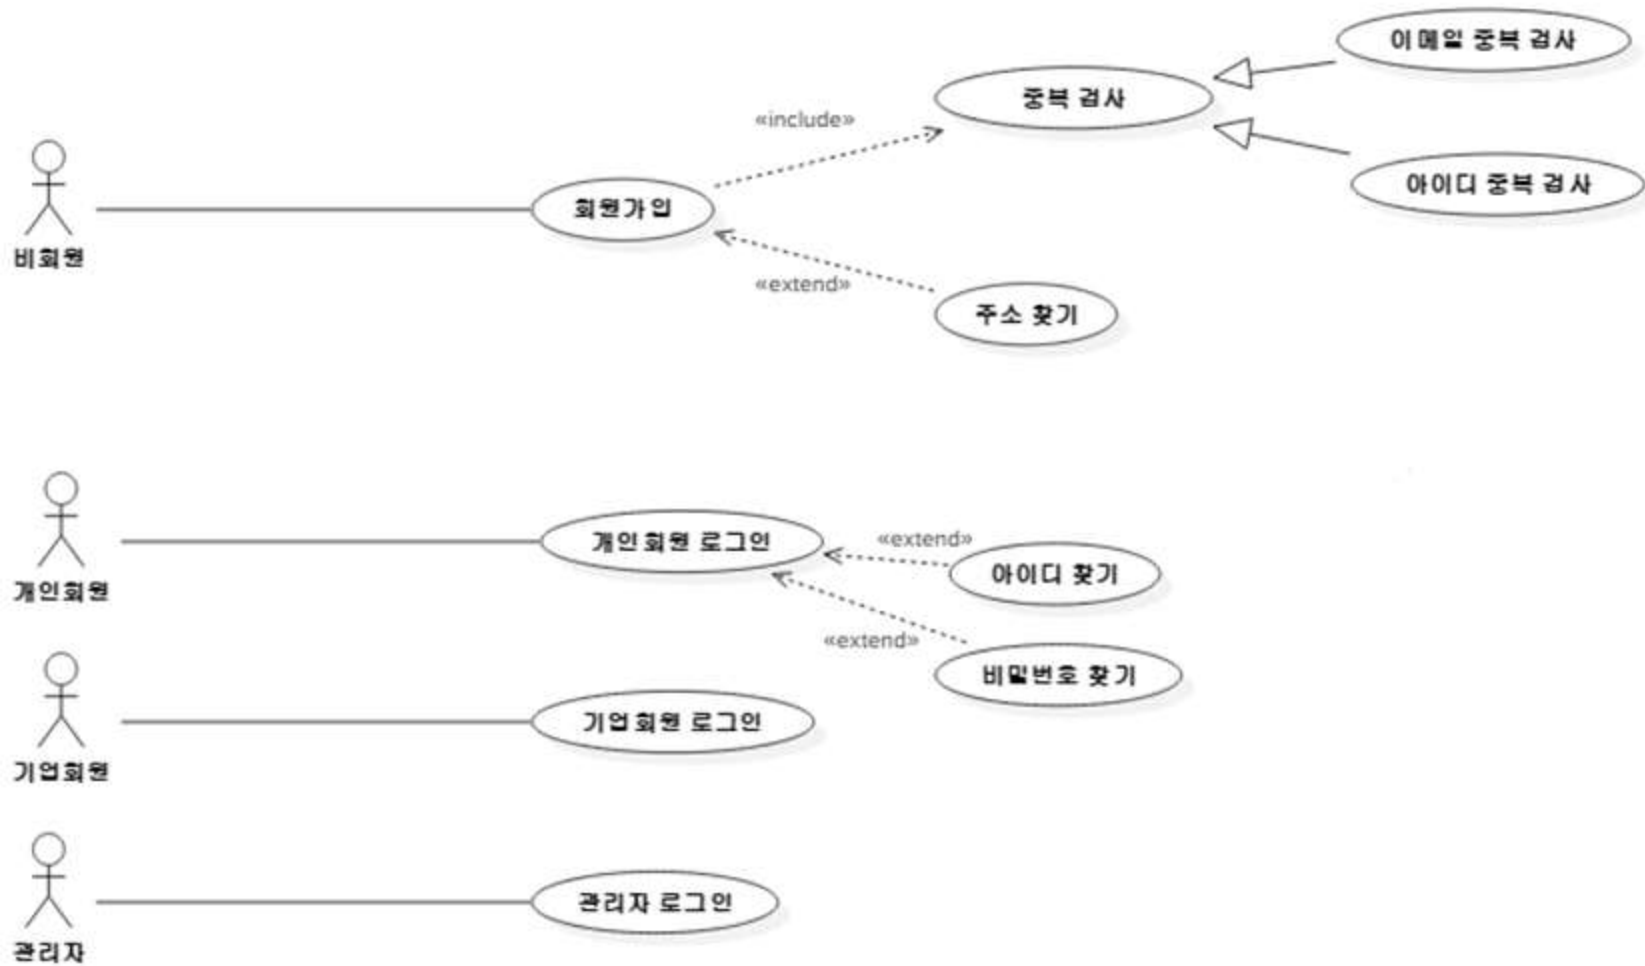 이메일 중복 검사
중복 검사
«include»
아이디 중복 검사
회원가입
비회원
«extend»
주소 찾기
개인회원 로그인
«extend»
아이디 찾기
개인회원
«extend»
비밀번호 찾기
기업회원 로그인
기업회원
관리자 로그인
관리자